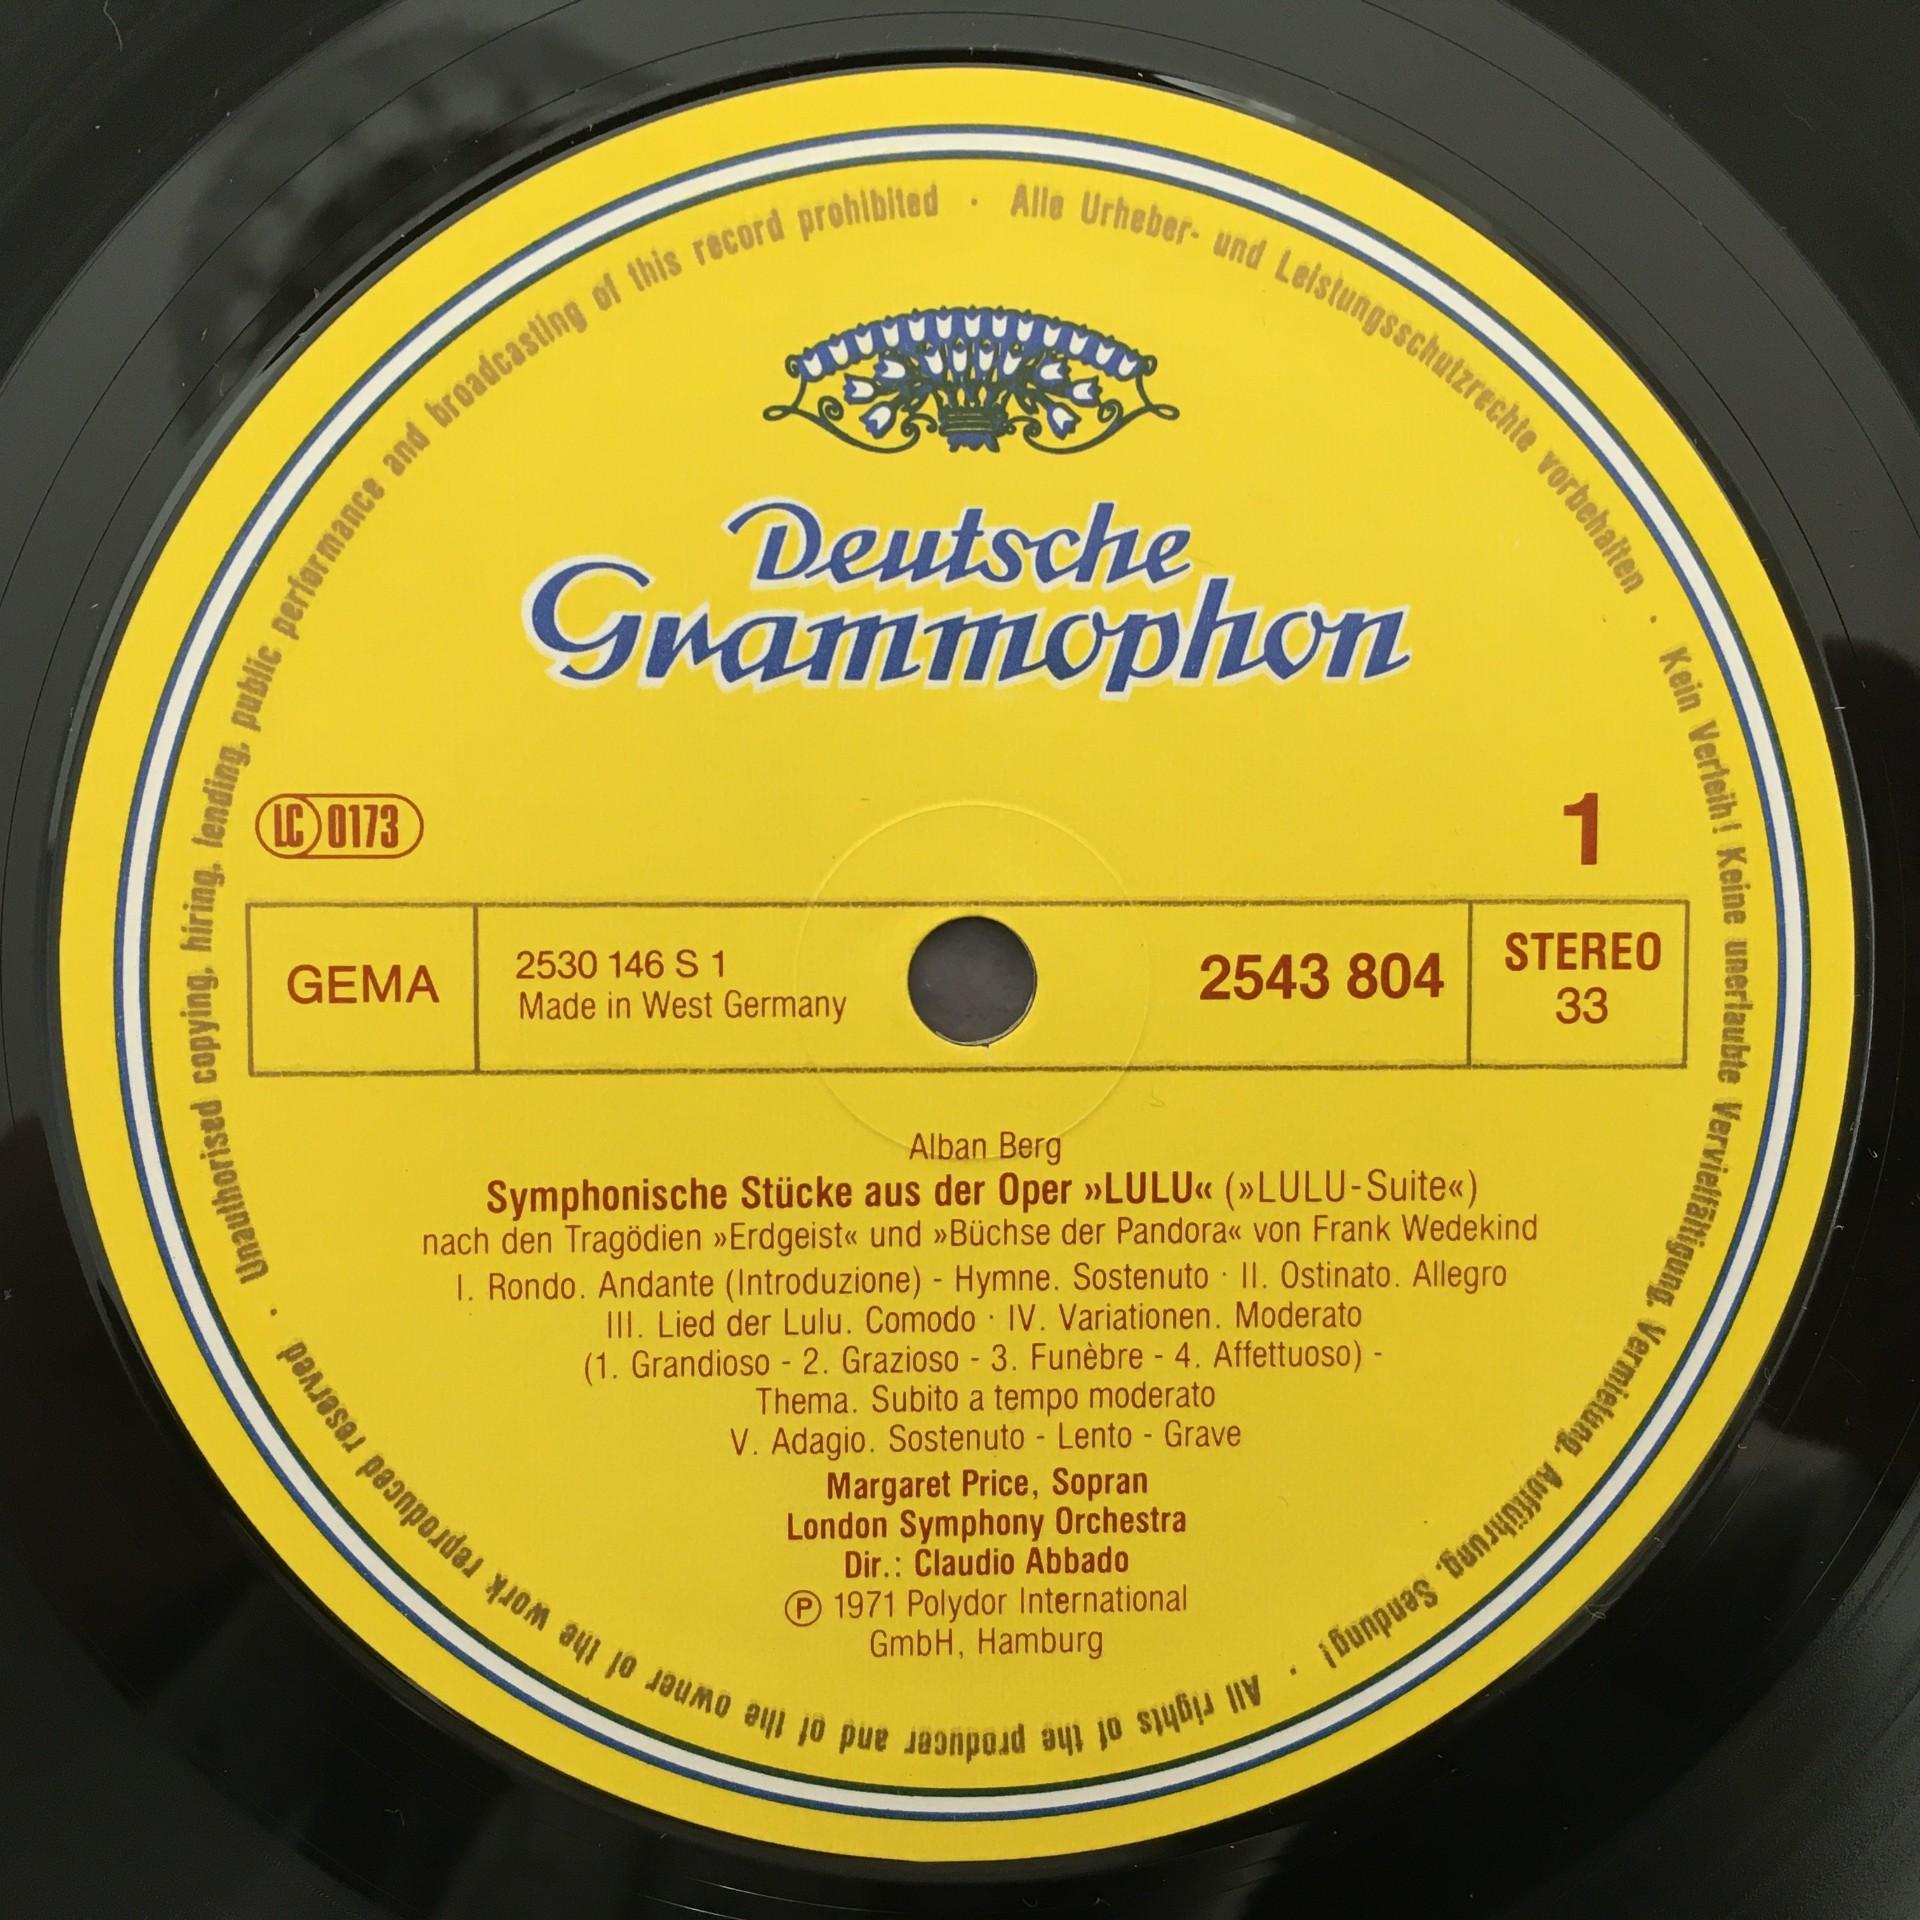 Deutsche
Grammophon
LC 0173
1
GEMA
2530 146 S 1
Made in West Germany
2543 804
STEREO
33
Alban Berg
Symphonische Stücke aus der Oper »LULU« (»LULU-Suite«)
nach den Tragödien »Erdgeist« und »Büchse der Pandora« von Frank Wedekind
I. Rondo. Andante (Introduzione) - Hymne. Sostenuto · II. Ostinato. Allegro
III. Lied der Lulu. Comodo · IV. Variationen. Moderato
(1. Grandioso - 2. Grazioso - 3. Funèbre - 4. Affettuoso) -
Thema. Subito a tempo moderato
V. Adagio. Sostenuto - Lento - Grave
Margaret Price, Sopran
London Symphony Orchestra
Dir.: Claudio Abbado
Ⓟ 1971 Polydor International
GmbH, Hamburg
Alle Urheber- und Leistungsschutzrechte vorbehalten · Kein Verleih! Keine unerlaubte Vervielfältigung, Vermietung, Aufführung, Sendung! · All rights of the producer and of the owner of the work reproduced reserved · Unauthorised copying, hiring, lending, public performance and broadcasting of this record prohibited ·